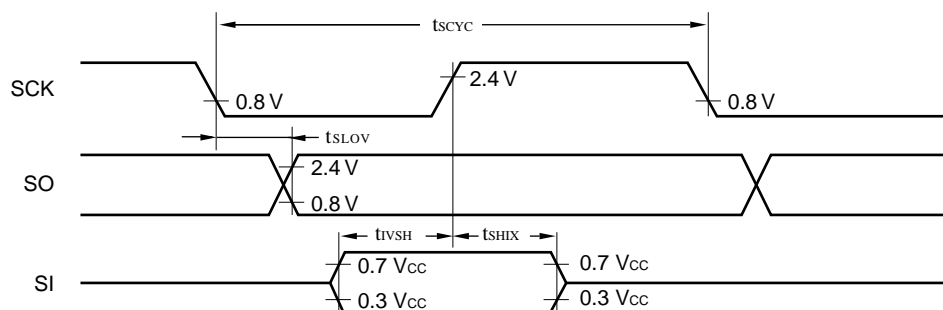 tSCYC
SCK
2.4 V
0.8 V
0.8 V
tSLOV
SO
2.4 V
0.8 V
tIVSH
tSHIX
SI
0.7 VCC
0.7 VCC
0.3 VCC
0.3 VCC